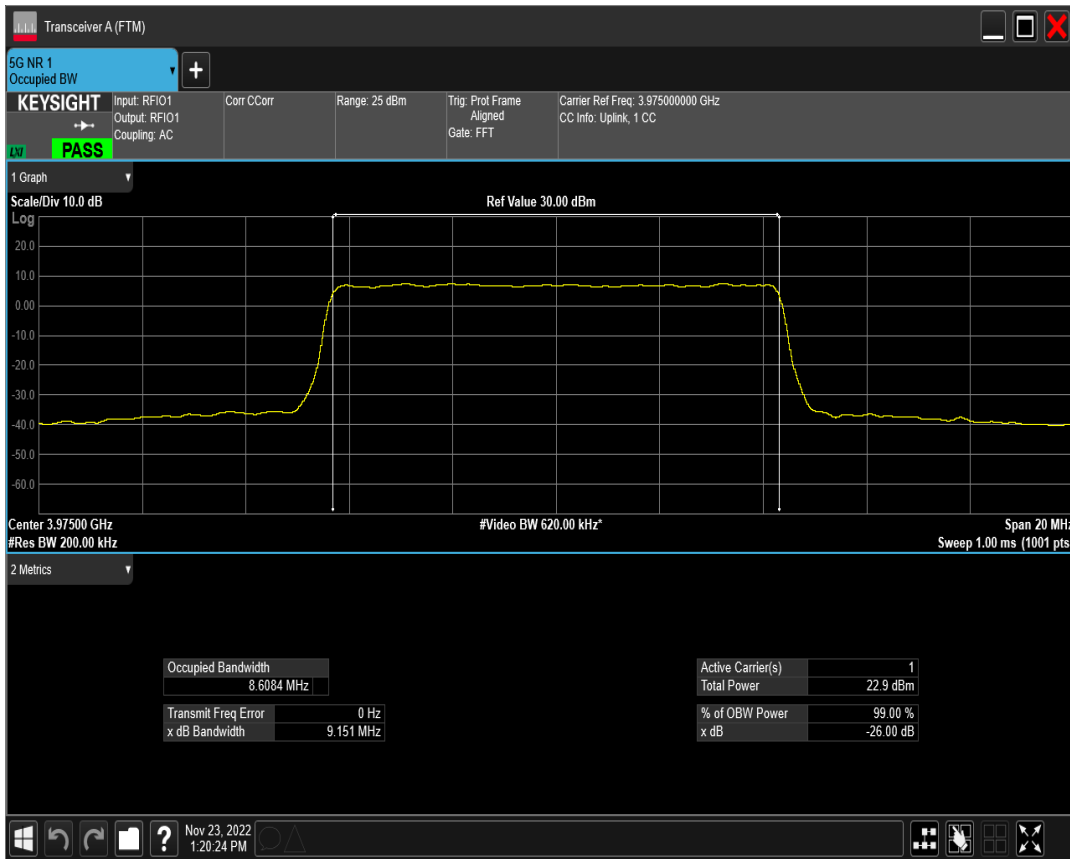 Transceiver A (FTM)
5G NR 1
Occupied BW
+
KEYSIGHT
LXI
PASS
Input: RFIO1
Output: RFIO1
Coupling: AC
Corr CCorr
Range: 25 dBm
Trig: Prot Frame
Aligned
Gate: FFT
Carrier Ref Freq: 3.975000000 GHz
CC Info: Uplink, 1 CC
1 Graph
Scale/Div 10.0 dB
Ref Value 30.00 dBm
Log
20.0
10.0
0.00
-10.0
-20.0
-30.0
-40.0
-50.0
-60.0
Center 3.97500 GHz
#Video BW 620.00 kHz*
Span 20 MHz
#Res BW 200.00 kHz
Sweep 1.00 ms (1001 pts
2 Metrics
Occupied Bandwidth
8.6084 MHz
Transmit Freq Error 0 Hz
x dB Bandwidth 9.151 MHz
Active Carrier(s) 1
Total Power 22.9 dBm
% of OBW Power 99.00 %
x dB -26.00 dB
?
Nov 23, 2022
1:20:24 PM